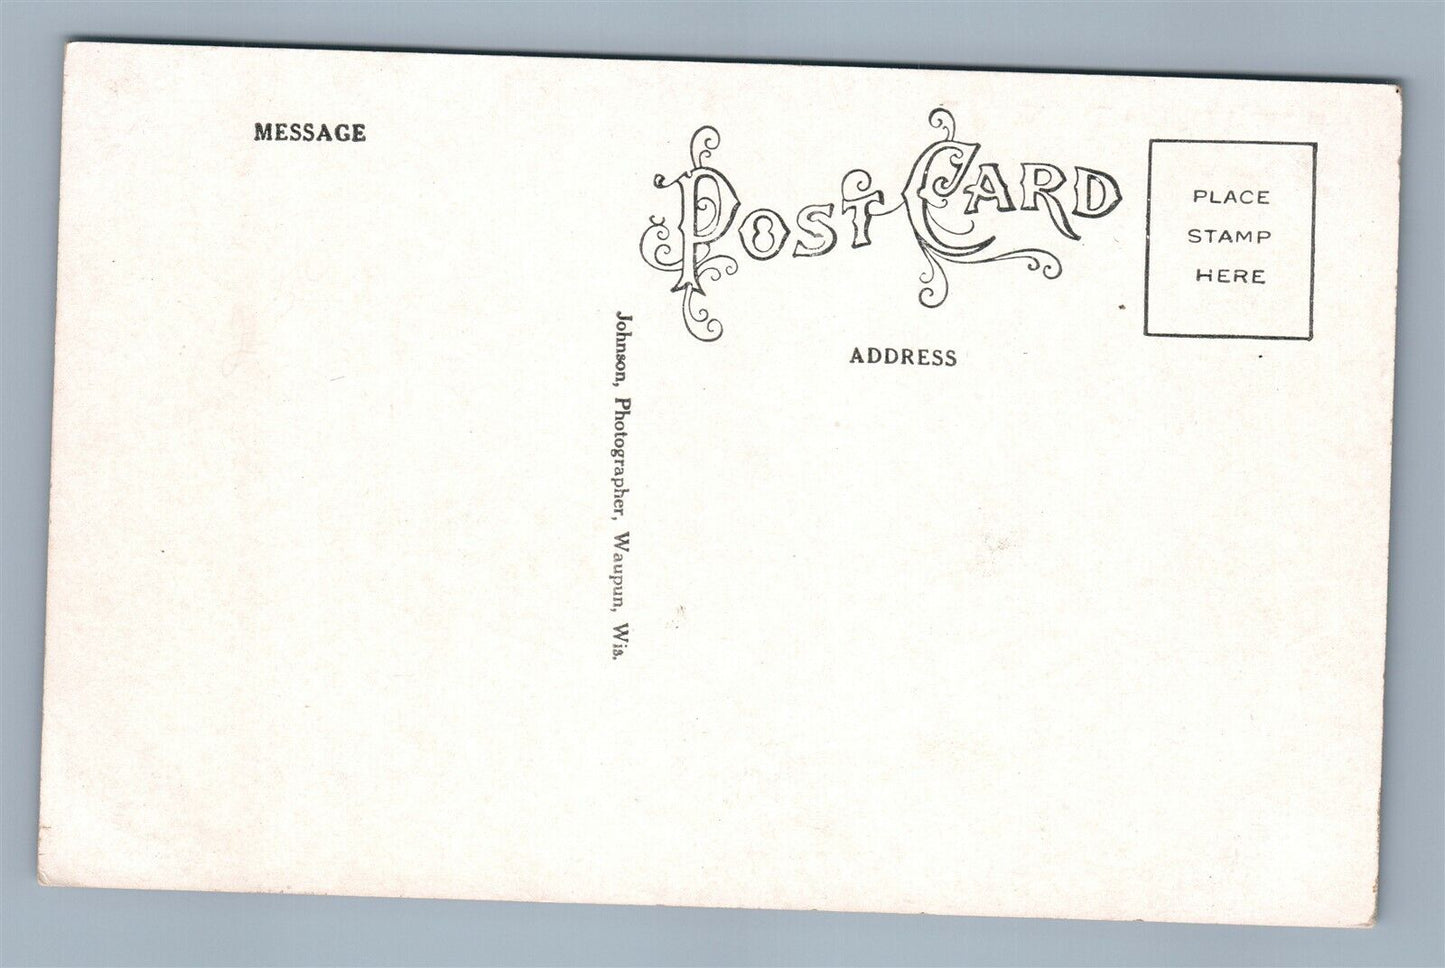 MESSAGE
POST CARD
PLACE
STAMP
HERE
ADDRESS
Johnson, Photographer, Waupun, Wis.